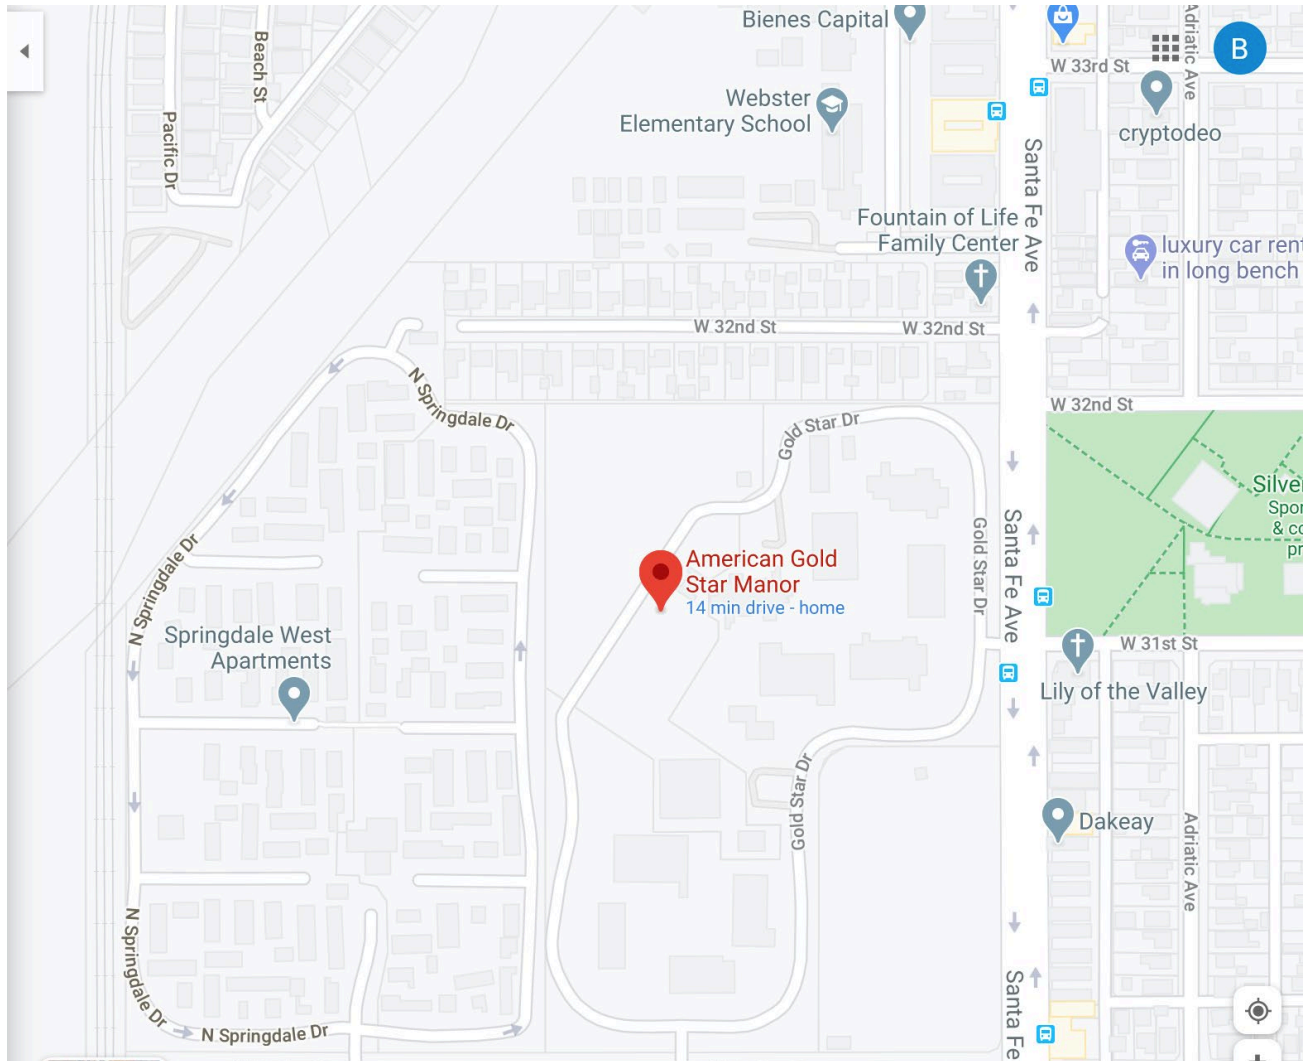 Bienes Capital
Beach St
W 33rd St
Adriatic Ave
B
Webster
Elementary School
cryptodeo
Pacific Dr
Santa Fe Ave
Fountain of Life
Family Center
luxury car rent
in long bench
W 32nd St
W 32nd St
N Springdale Dr
W 32nd St
Gold Star Dr
Silve
Spor
& co
pr
N Springdale Dr
American Gold
Star Manor
14 min drive - home
Gold Star Dr
Santa Fe Ave
Springdale West
Apartments
W 31st St
Lily of the Valley
Gold Star Dr
Dakeay
Adriatic Ave
N Springdale Dr
N Springdale Dr
Santa Fe